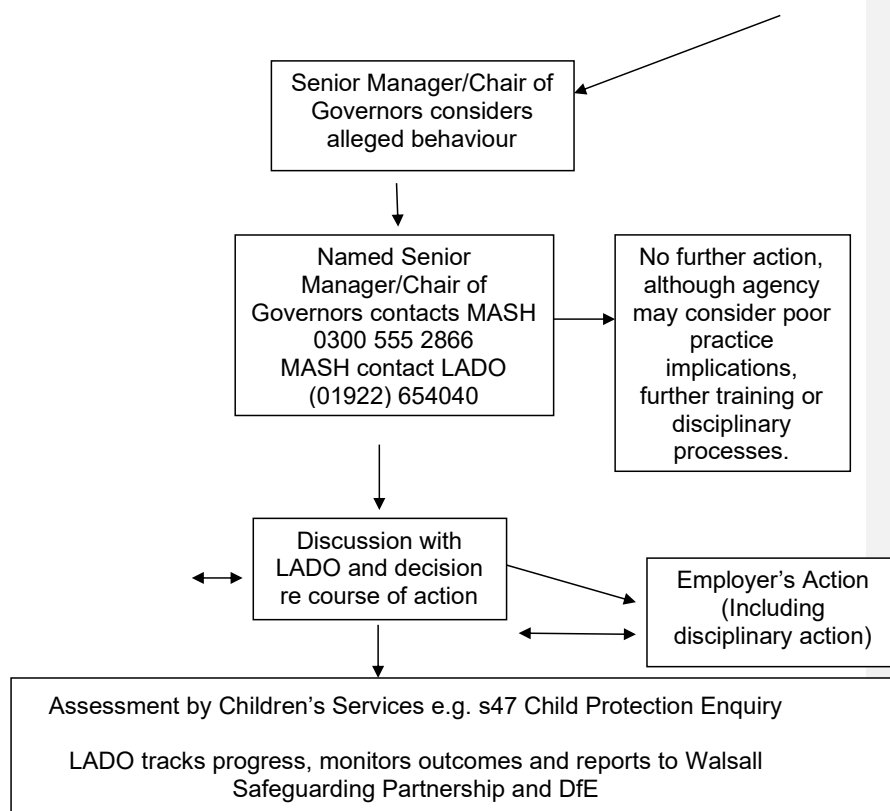 Senior Manager/Chair of
Governors considers
alleged behaviour
Named Senior
Manager/Chair of
Governors contacts MASH
0300 555 2866
MASH contact LADO
(01922) 654040
No further action,
although agency
may consider poor
practice
implications,
further training or
disciplinary
processes.
Discussion with
LADO and decision
re course of action
Employer’s Action
(Including
disciplinary action)
Assessment by Children’s Services e.g. s47 Child Protection Enquiry
LADO tracks progress, monitors outcomes and reports to Walsall
Safeguarding Partnership and DfE